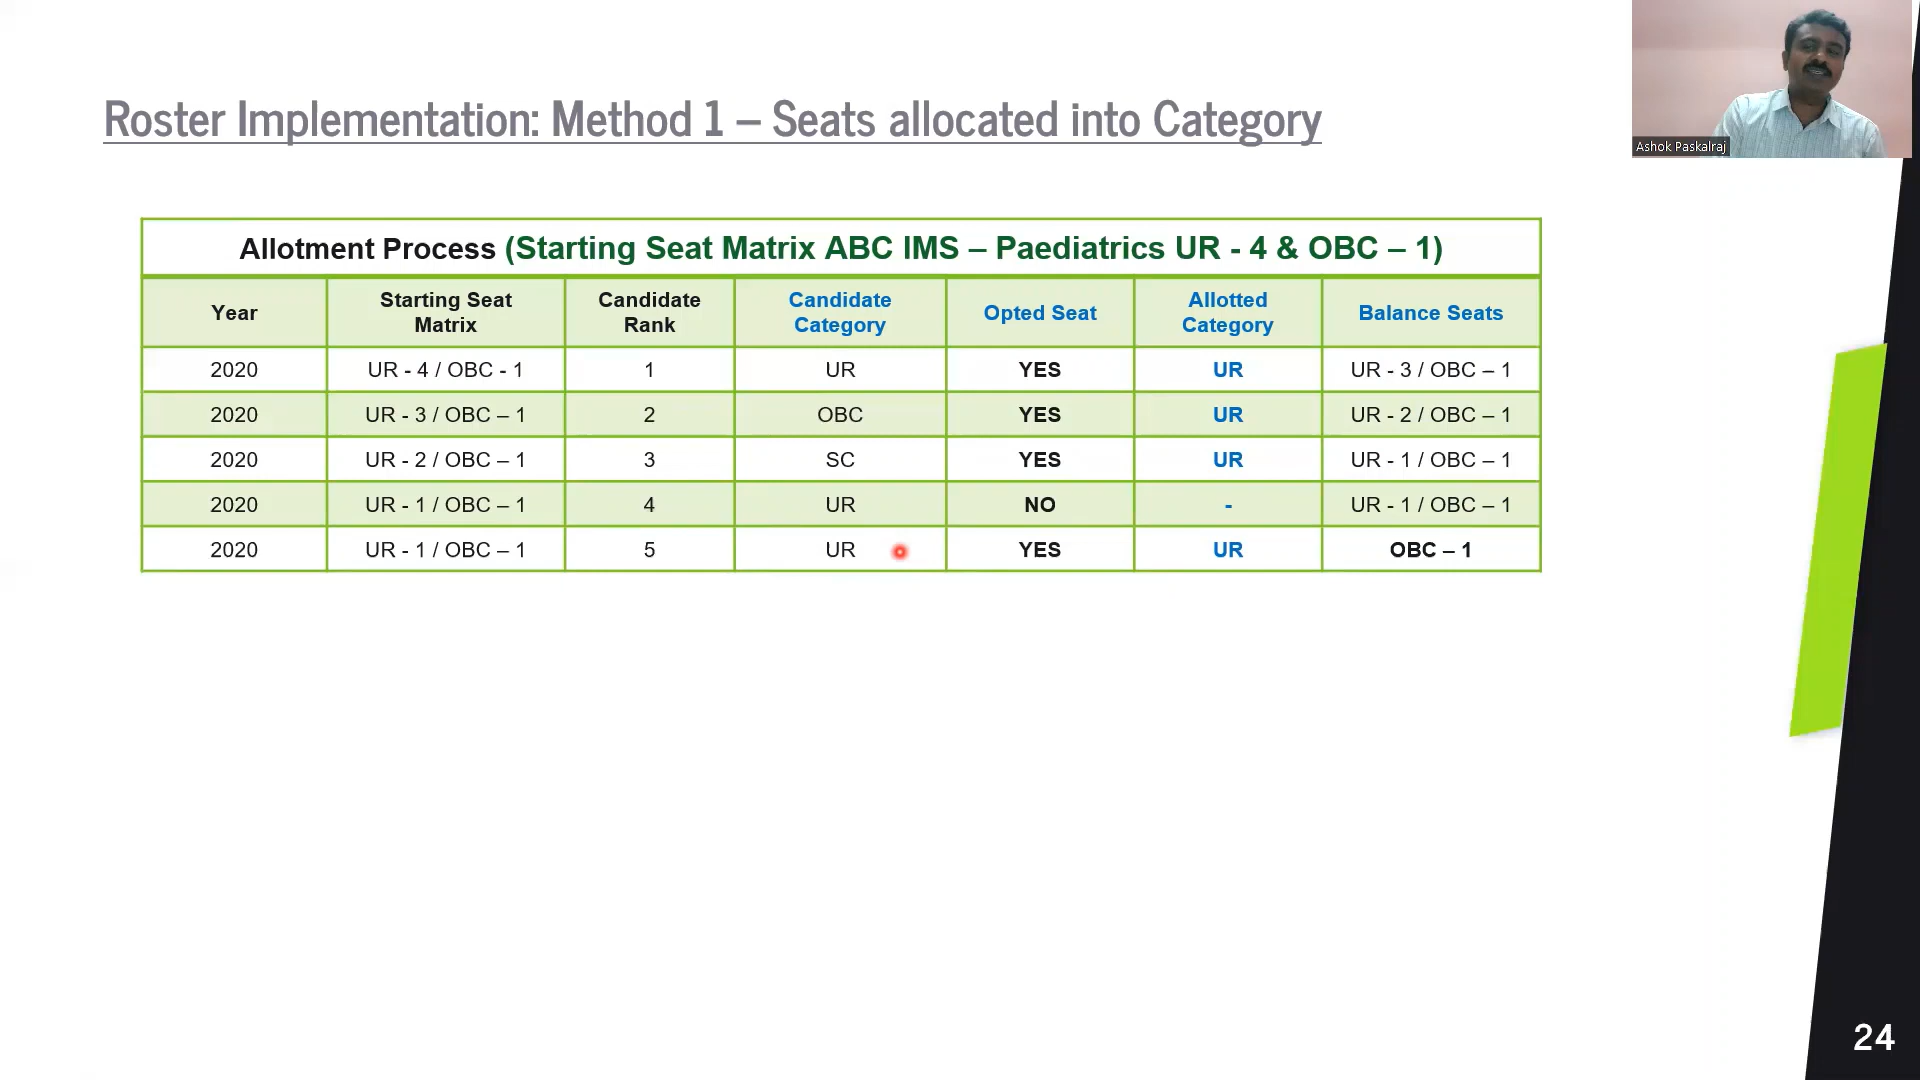 Roster Implementation: Method 1 – Seats allocated into Category
Ashok Paskalraj
Allotment Process (Starting Seat Matrix ABC IMS – Paediatrics UR - 4 & OBC – 1)
Year Starting Seat Matrix Candidate Rank Candidate Category Opted Seat Allotted Category Balance Seats
2020 UR - 4 / OBC - 1 1 UR YES UR UR - 3 / OBC – 1
2020 UR - 3 / OBC – 1 2 OBC YES UR UR - 2 / OBC – 1
2020 UR - 2 / OBC – 1 3 SC YES UR UR - 1 / OBC – 1
2020 UR - 1 / OBC – 1 4 UR NO - UR - 1 / OBC – 1
2020 UR - 1 / OBC – 1 5 UR YES UR OBC – 1
24